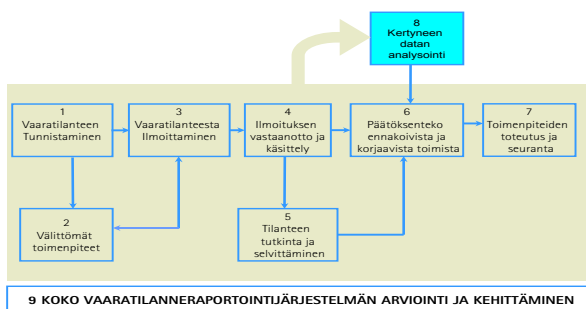 8
Kertyneen
datan
analysointi
1
Vaaratilanteen
Tunnistaminen
3
Vaaratilanteesta
Ilmoittaminen
4
Ilmoituksen
vastaanotto ja
käsittely
6
Päätöksenteko
ennakoivista ja
korjaavista toimista
7
Toimenpiteiden
toteutus ja
seuranta
2
Välittömät
toimenpiteet
5
Tilanteen
tutkinta ja
selvittäminen
9 KOKO VAARATILANNERAPORTOINTIJÄRJESTELMÄN ARVIOINTI JA KEHITTÄMINEN